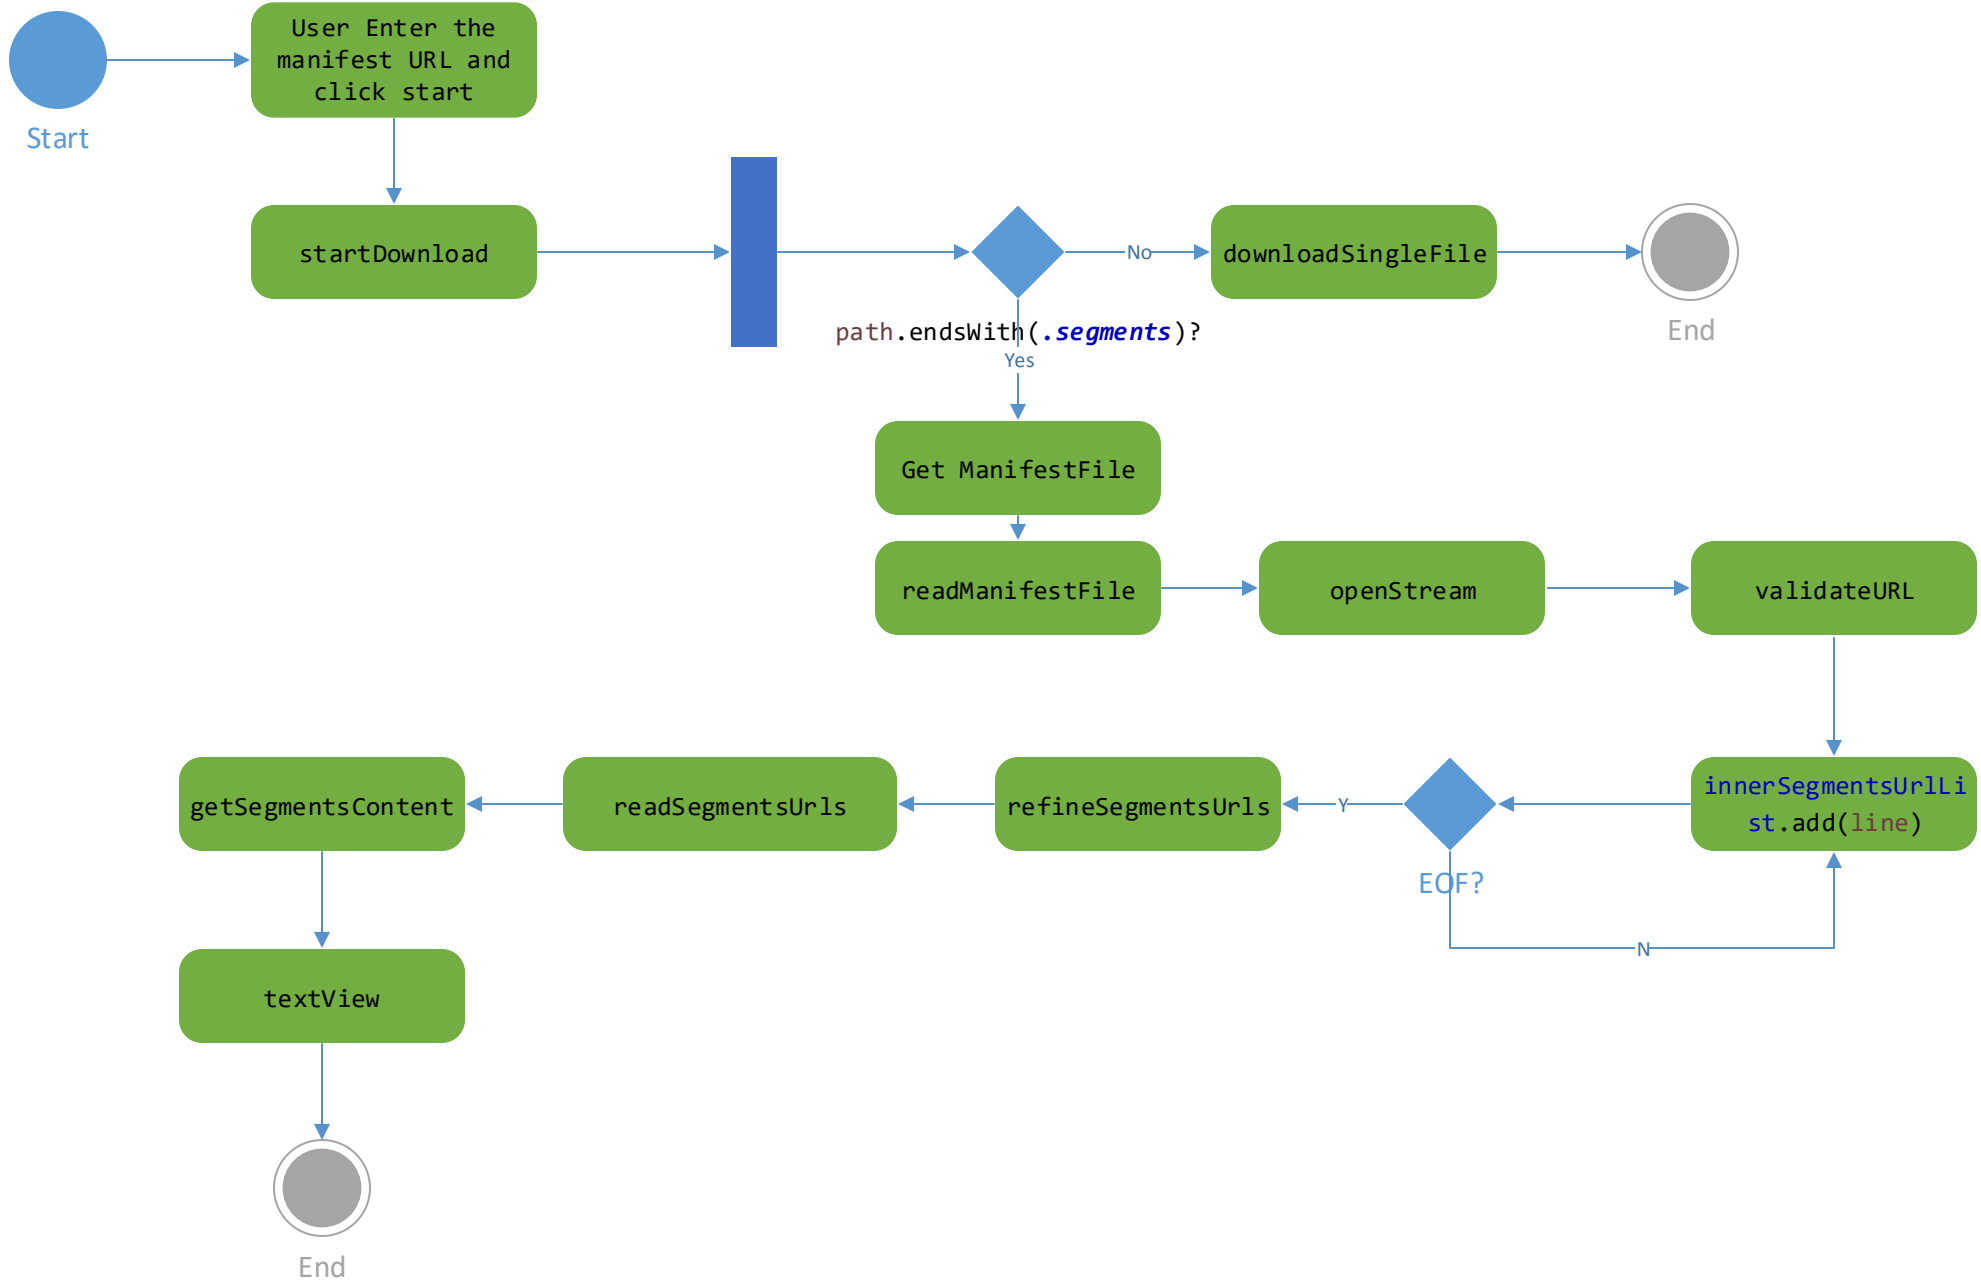 User Enter the
manifest URL and
click start
Start
startDownload
No
downloadSingleFile
path.endsWith(.segments)?
End
Yes
Get ManifestFile
readManifestFile
openStream
validateURL
getSegmentsContent
readSegmentsUrls
refineSegmentsUrls
Y
innerSegmentsUrlLi
st.add(line)
EOF?
N
textView
End